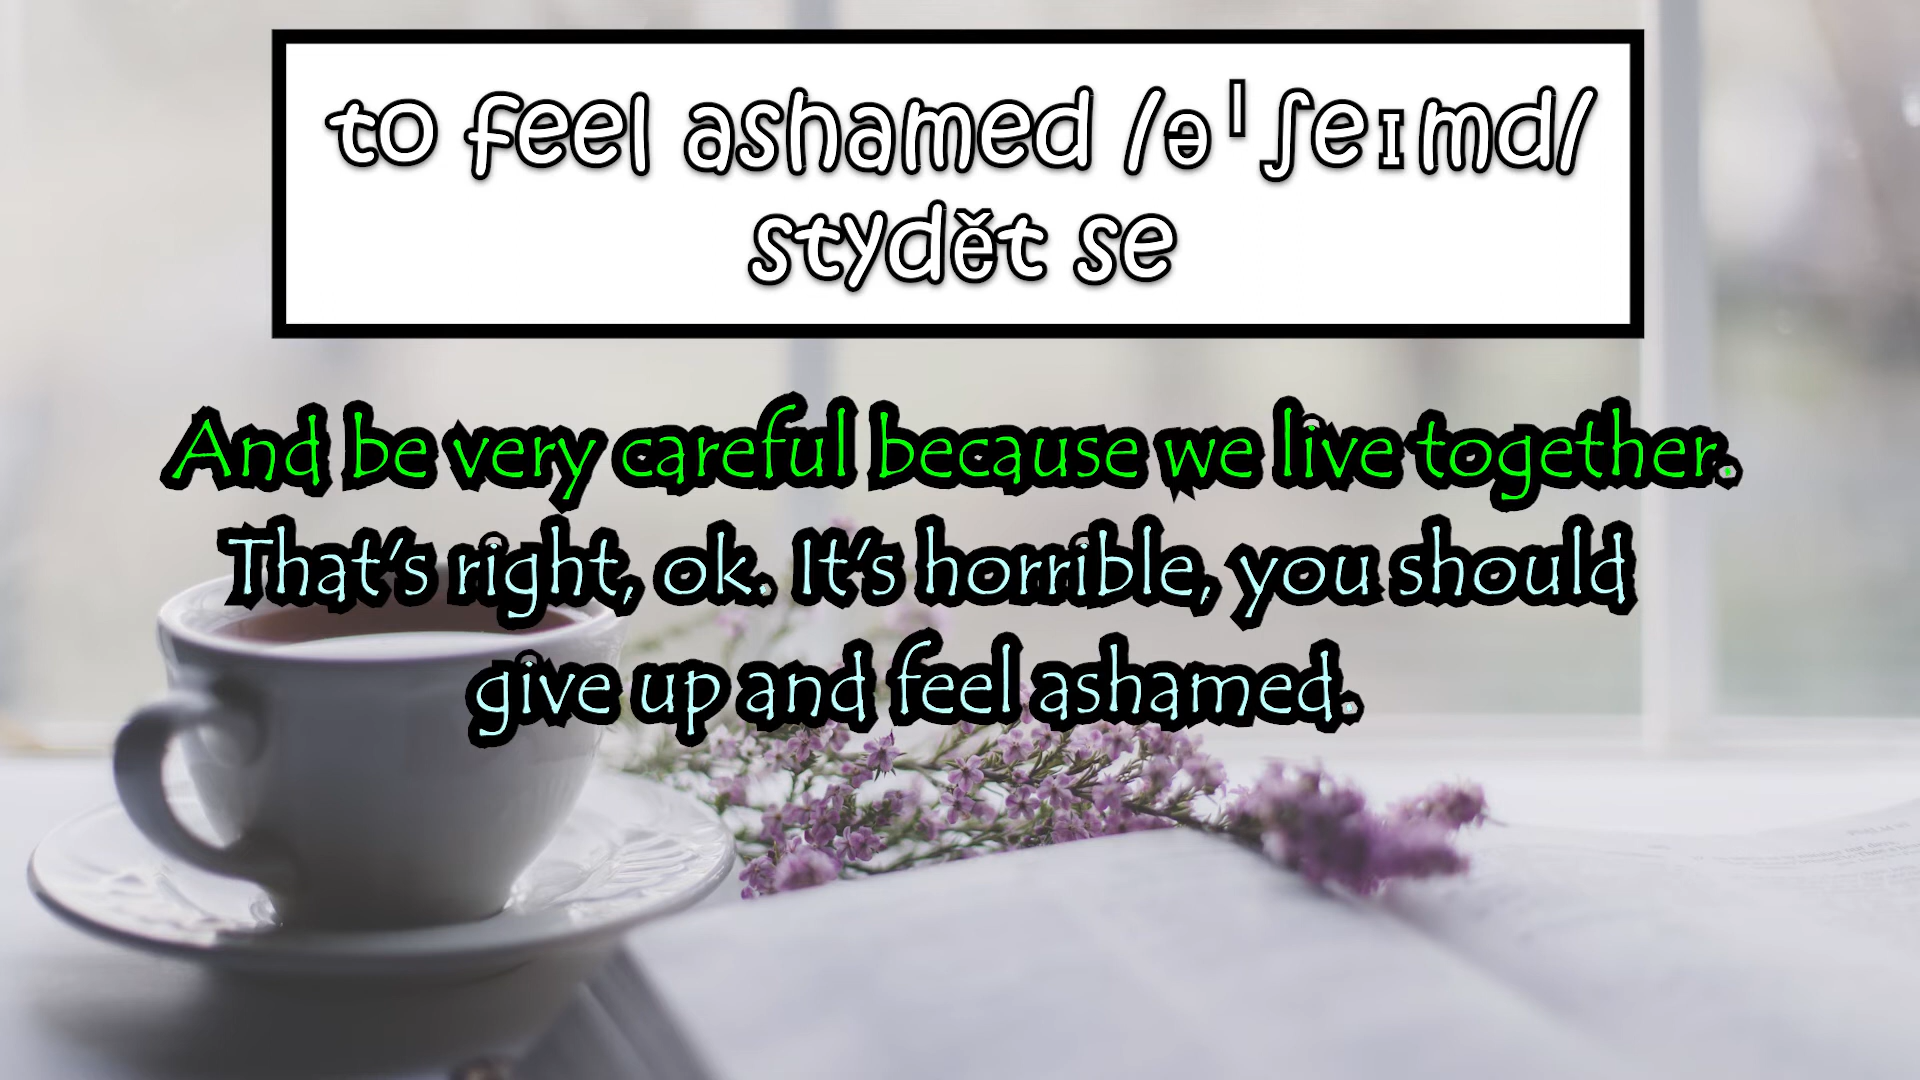 to feel ashamed /əˈʃeɪmd/
stydět se
And be very careful because we live together.
That's right, ok. It's horrible, you should
give up and feel ashamed.